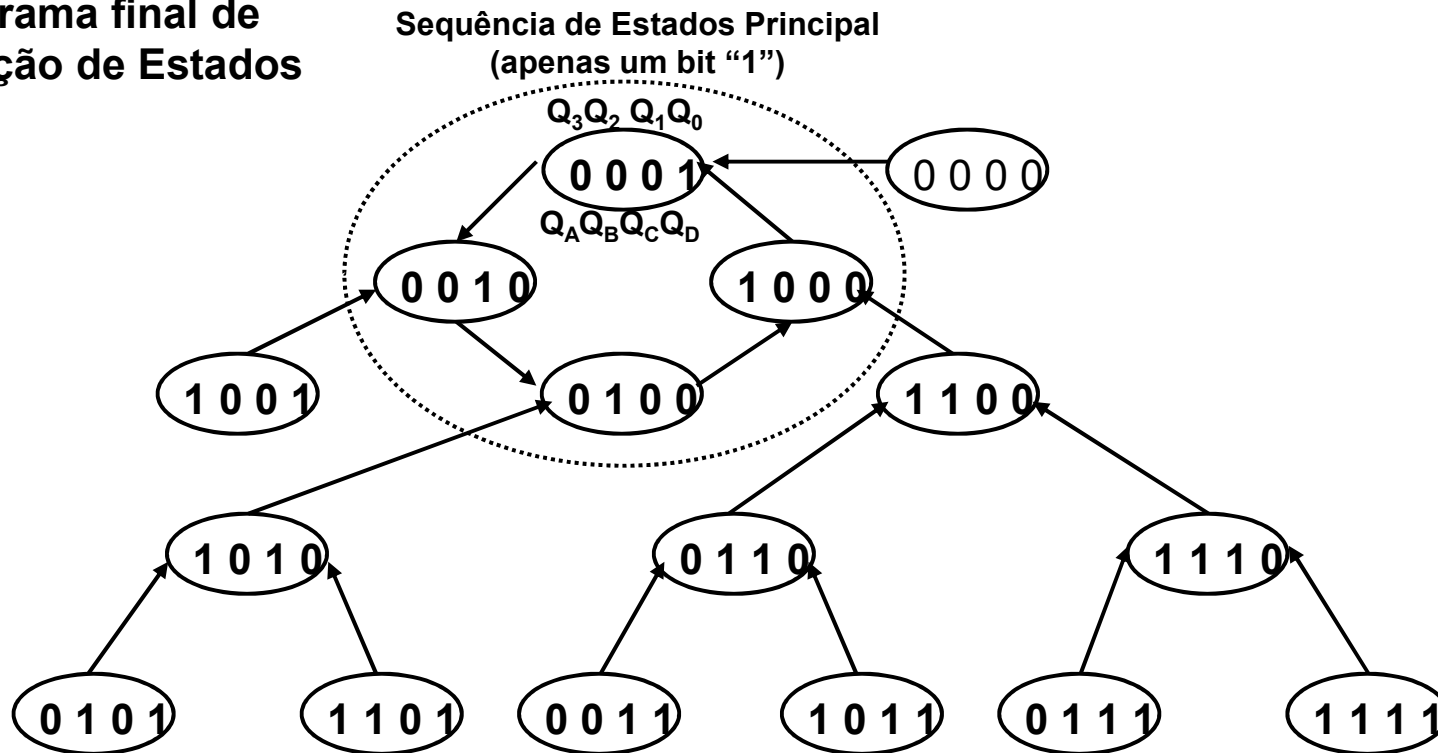 rama final de
ção de Estados
Sequência de Estados Principal
(apenas um bit “1”)
Q3Q2 Q1Q0
0 0 0 1
0 0 0 0
QAQBQCQD
0 0 1 0
1 0 0 0
1 0 0 1
0 1 0 0
1 1 0 0
1 0 1 0
0 1 1 0
1 1 1 0
0 1 0 1
1 1 0 1
0 0 1 1
1 0 1 1
0 1 1 1
1 1 1 1